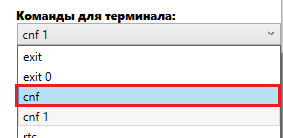 Команды для терминала:
cnf 1
exit
exit 0
cnf
cnf 1
rtc